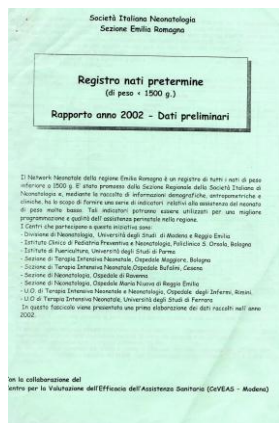 Società Italiana Neonatologia
Sezione Emilia Romagna
Registro nati pretermine
(di peso < 1500 g.)
Rapporto anno 2002 - Dati preliminari
Il Network Neonatale della regione Emilia Romagna è un registro di tutti i nati di peso
inferiore a 1500 g. E' stato promosso dalla Sezione Regionale della Società Italiana di
Neonatologia e, mediante la raccolta di informazioni demografiche, antropometriche e
cliniche, ha lo scopo di fornire una serie di indicatori relativi alla assistenza del neonato
di peso molto basso. Tali indicatori potranno essere utilizzati per una migliore
programmazione e qualità dell'assistenza perinatale nella regione.
I Centri che partecipano a questa iniziativa sono:
- Divisione di Neonatologia, Università degli Studi di Modena e Reggio Emilia
- Istituto Clinico di Pediatria Preventiva e Neonatologia, Policlinico S. Orsola, Bologna
- Istituto di Puericultura, Università degli Studi di Parma
- Sezione di Terapia Intensiva Neonatale, Ospedale Maggiore, Bologna
- Sezione di Terapia Intensiva Neonatale, Ospedale Bufalini, Cesena
- Sezione di Neonatologia, Ospedale di Ravenna
- Sezione di Neonatologia, Ospedale Maria Nuova di Reggio Emilia
- U.O. di Terapia Intensiva Neonatale e Neonatologia, Ospedale degli Infermi, Rimini.
- U.O di Terapia Intensiva Neonatale, Università degli Studi di Ferrara
In questo fascicolo viene presentata una prima elaborazione dei dati raccolti nell'anno
2002.
Con la collaborazione del
Centro per la Valutazione dell'Efficacia dell'Assistenza Sanitaria (CeVEAS - Modena)